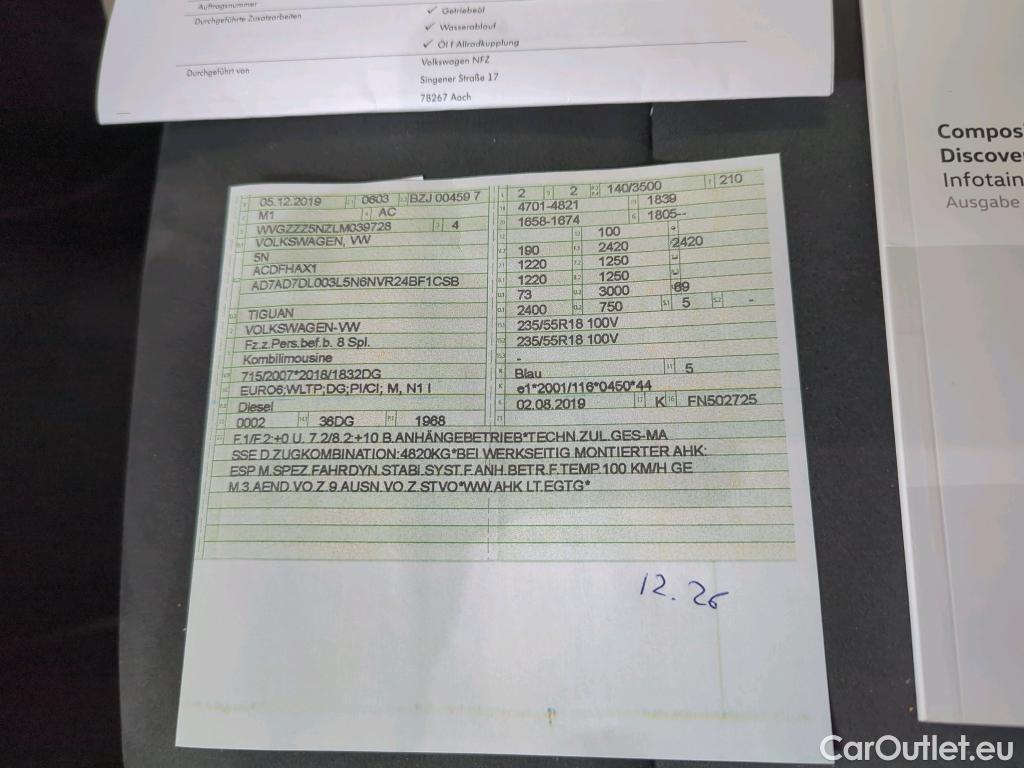 Auftragsnummer
Durchgeführte Zusatzarbeiten
✓ Getriebeöl
✓ Wasserablauf
✓ Öl f Allradkupplung
Durchgeführt von
Volkswagen NFZ
Singener Straße 17
78267 Aach
Compos
Discove
Infotain
Ausgabe
05.12.2019 0603 BZJ 00459 7
M1 AC
WVGZZZ5NZLM039728 4
VOLKSWAGEN, VW
5N
ACDFHAX1
AD7AD7DL003L5N6NVR24BF1CSB
TIGUAN
VOLKSWAGEN-VW
Fz.z.Pers.bef.b. 8 Spl.
Kombilimousine
715/2007*2018/1832DG
EURO6;WLTP;DG;PI/CI; M, N1 I
Diesel
0002 36DG 1968
2 2 140/3500 210
4701-4821 1839
1658-1674 1805--
100 -
190 2420 2420
1220 1250 -
1220 1250 -
73 3000 89
2400 750 5 -
235/55R18 100V
235/55R18 100V
-
Blau 5
e1*2001/116*0450*44
02.08.2019 K FN502725
F.1/F.2:+0 U. 7.2/8.2:+10 B.ANHÄNGEBETRIEB*TECHN.ZUL.GES-MA
SSE D.ZUGKOMBINATION:4820KG*BEI WERKSEITIG MONTIERTER AHK:
ESP M.SPEZ.FAHRDYN.STABI.SYST.F.ANH.BETR.F.TEMP.100 KM/H GE
M.3.AEND.VO.Z.9.AUSN.VO.Z.STVO*WW.AHK LT.EGTG*
12.26
CarOutlet.eu